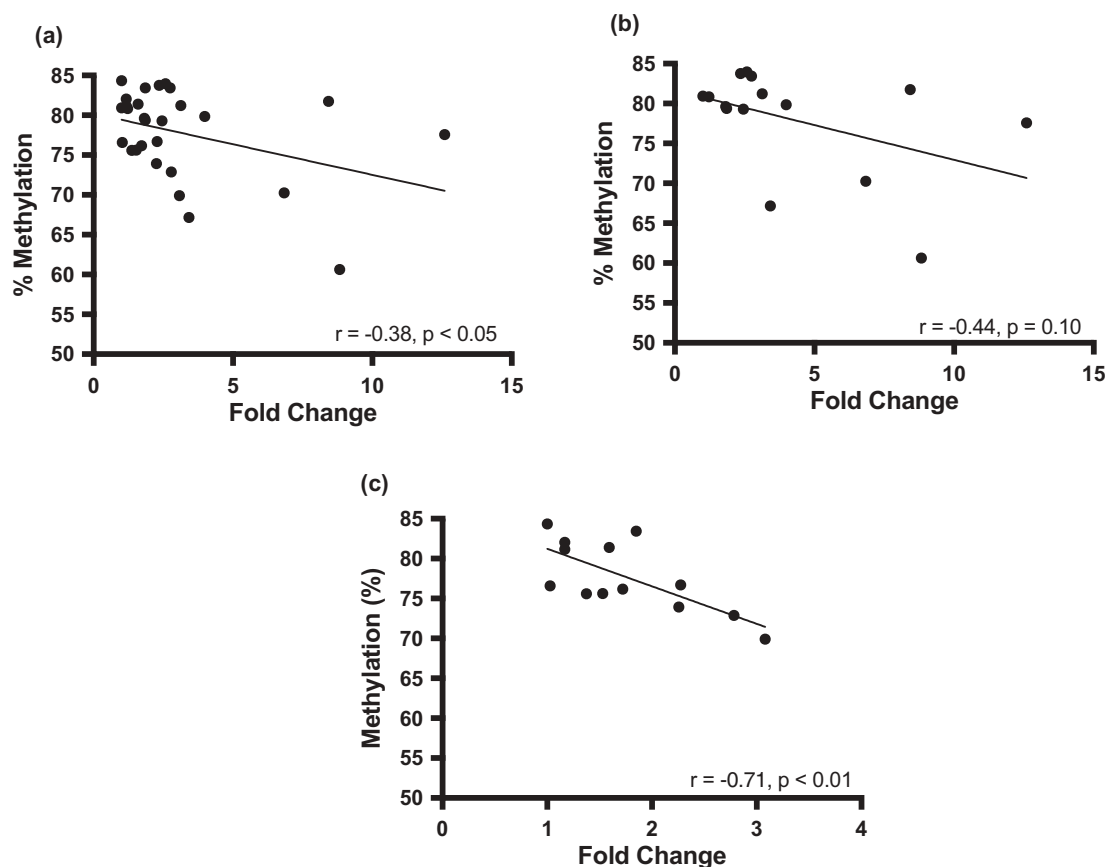 (a)
85
80
75
70
65
60
55
50
% Methylation
r = -0.38, p < 0.05
0 5 10 15
Fold Change
(b)
85
80
75
70
65
60
55
50
% Methylation
r = -0.44, p = 0.10
0 5 10 15
Fold Change
(c)
85
80
75
70
65
60
55
50
Methylation (%)
r = -0.71, p < 0.01
0 1 2 3 4
Fold Change